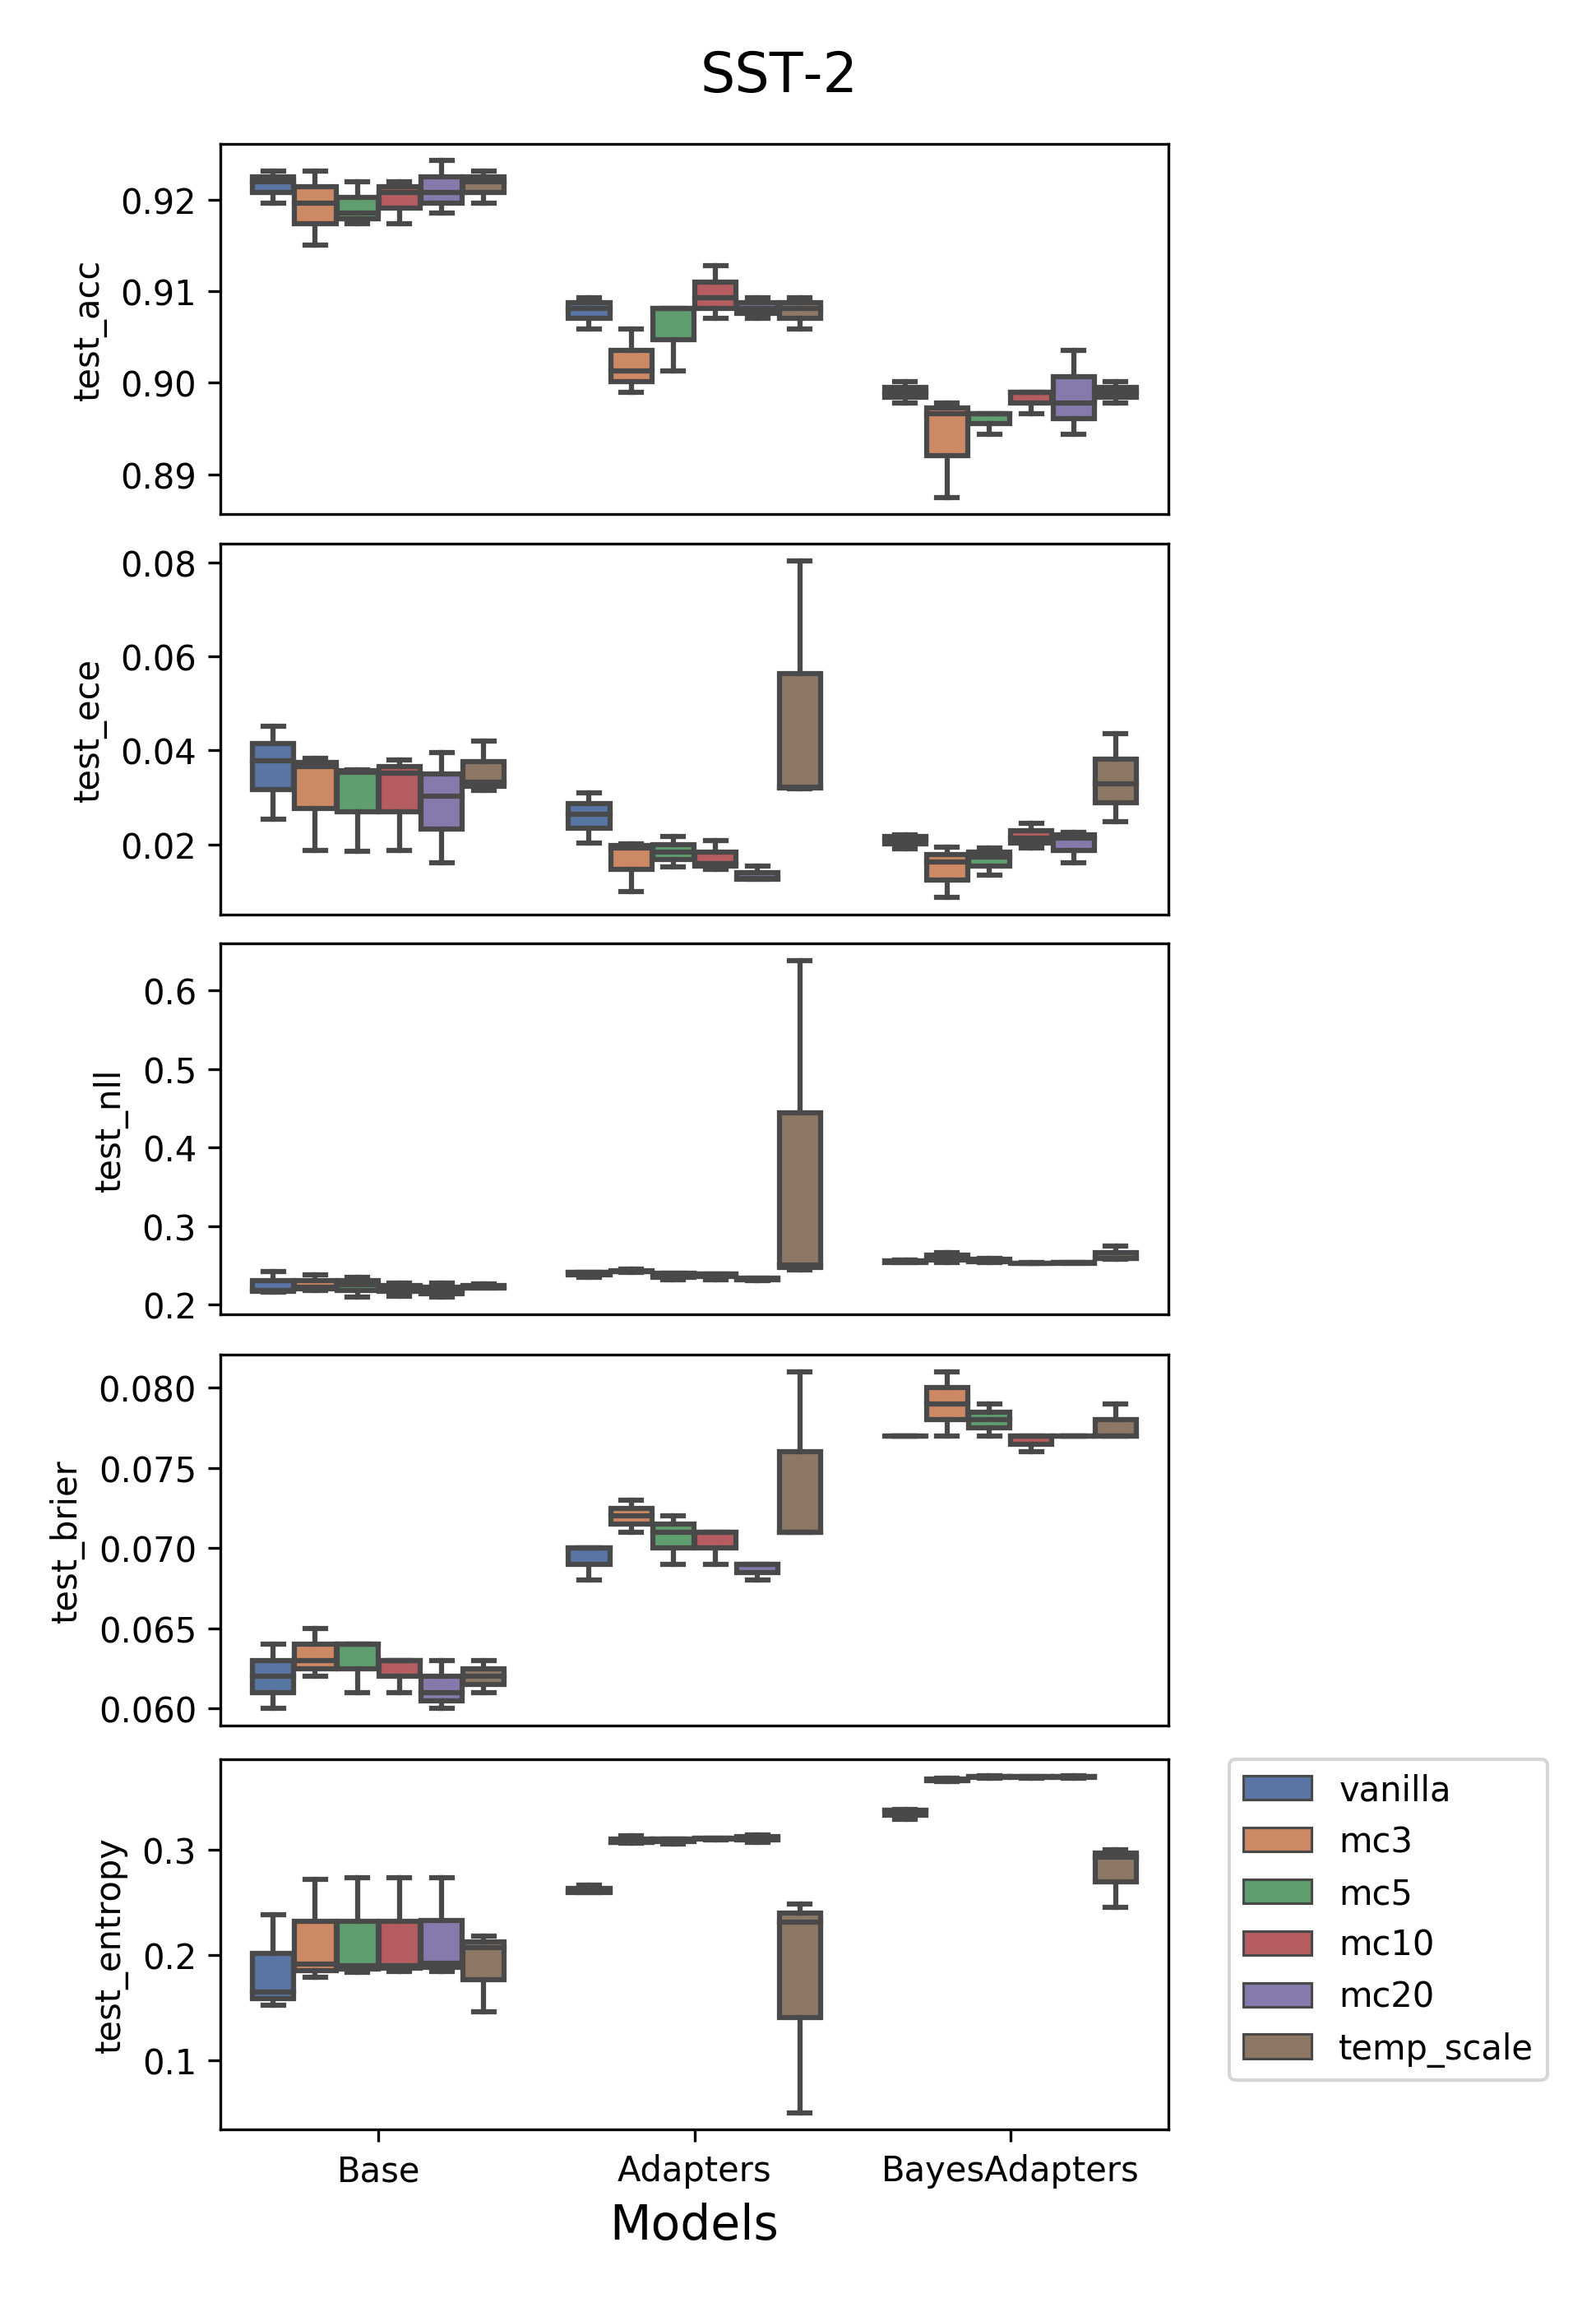 SST-2
test_acc
0.92
0.91
0.90
0.89
test_ece
0.08
0.06
0.04
0.02
test_nll
0.6
0.5
0.4
0.3
0.2
test_brier
0.080
0.075
0.070
0.065
0.060
test_entropy
0.3
0.2
0.1
Base Adapters BayesAdapters
Models
vanilla
mc3
mc5
mc10
mc20
temp_scale